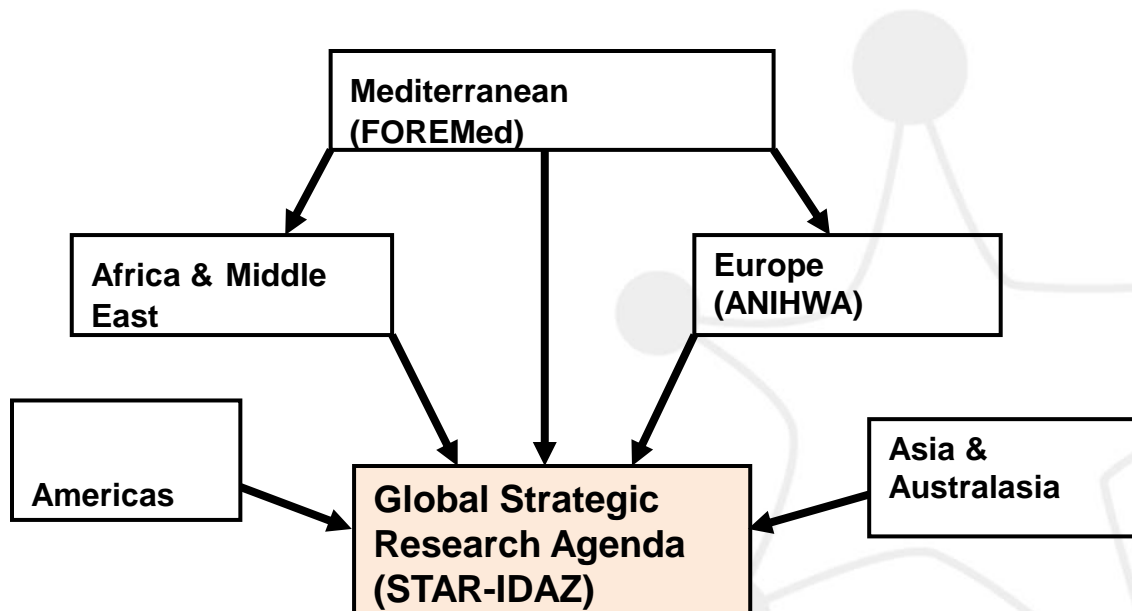 Mediterranean
(FOREMed)
Africa & Middle
East
Europe
(ANIHWA)
Americas
Global Strategic
Research Agenda
(STAR-IDAZ)
Asia &
Australasia